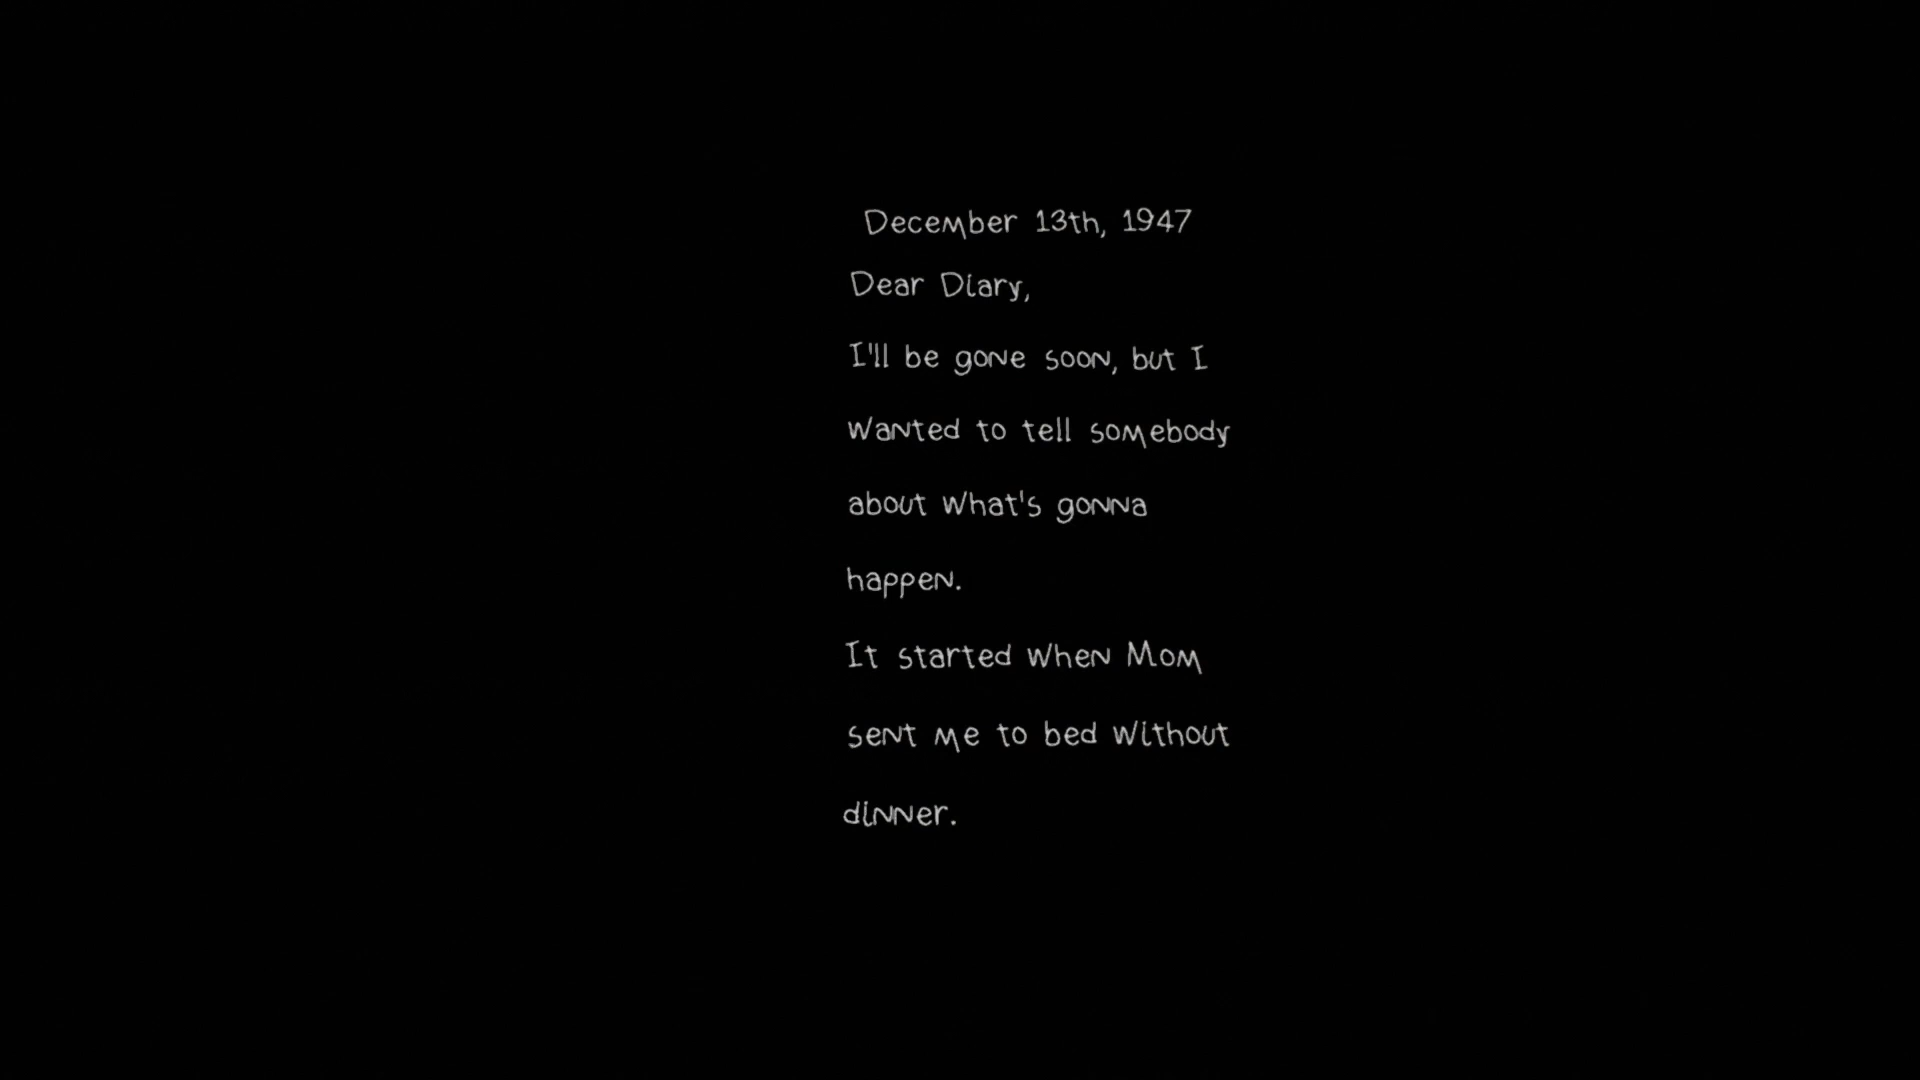 December 13th, 1947
Dear Diary,
I'll be gone soon, but I
wanted to tell somebody
about what's gonna
happen.
It started when Mom
sent me to bed without
dinner.